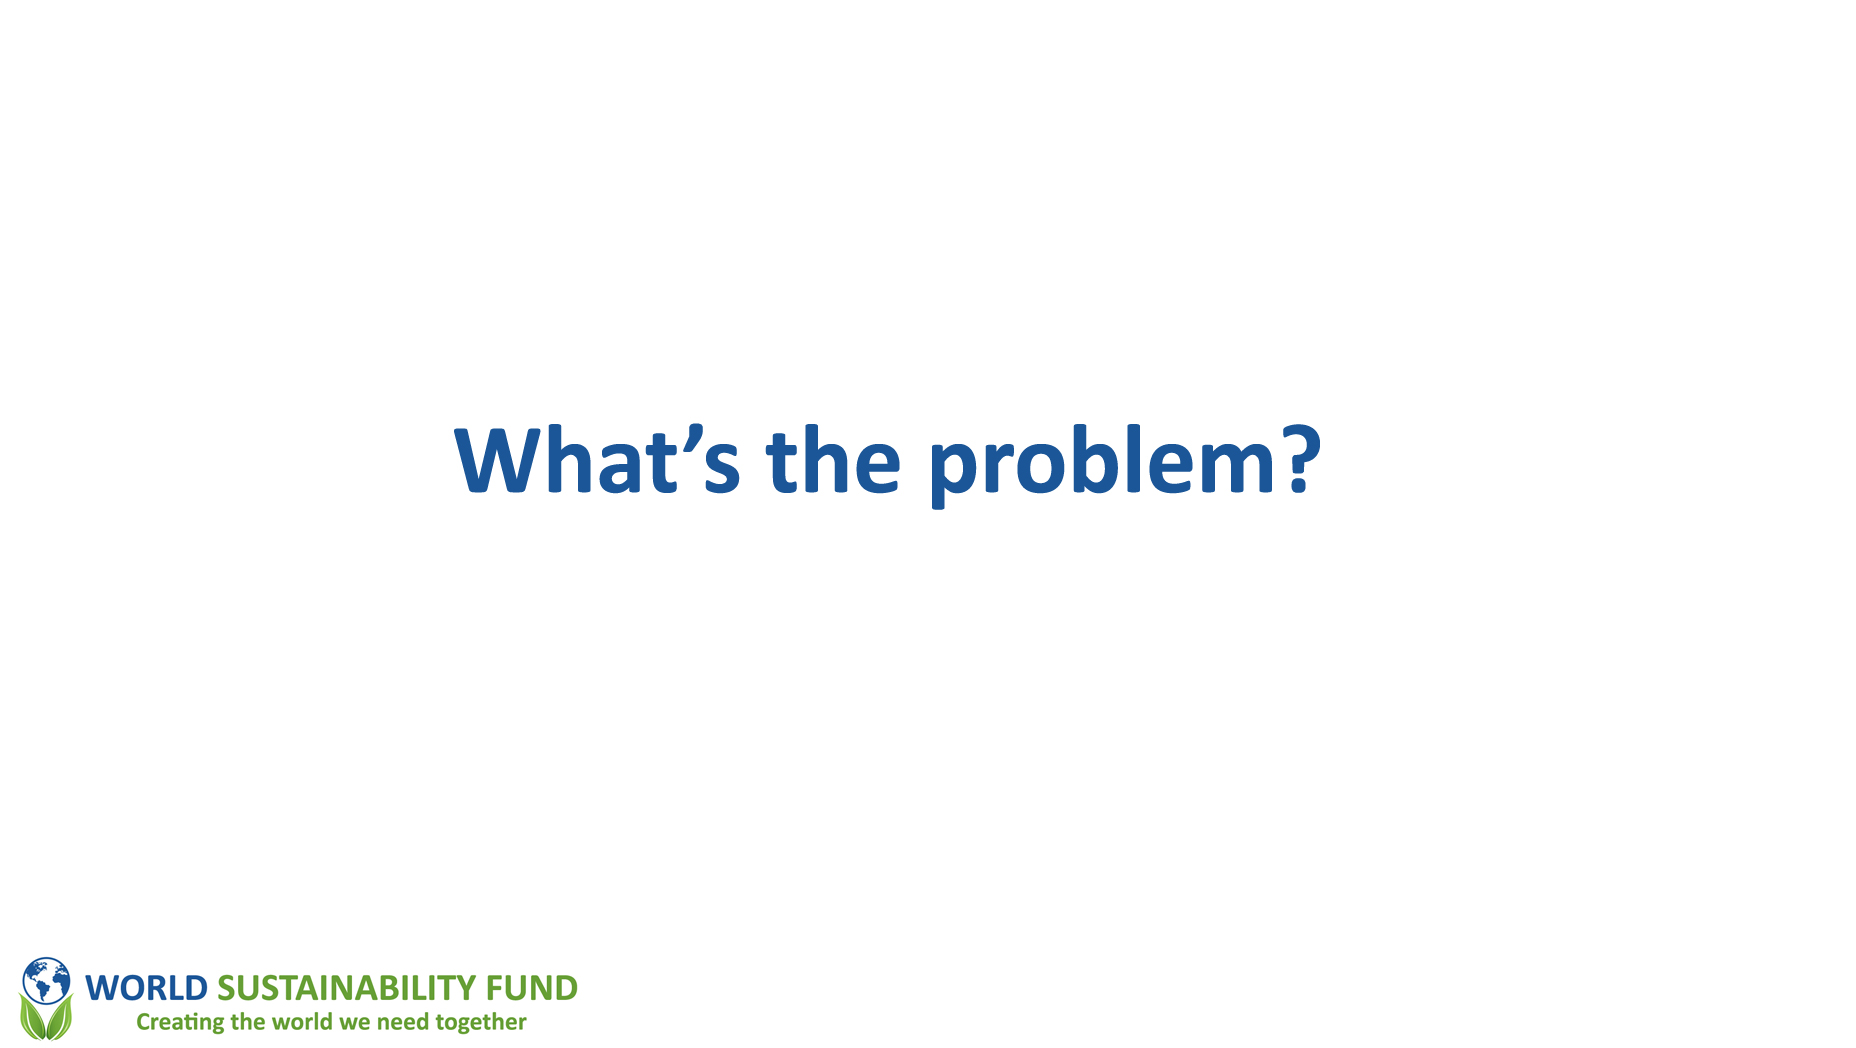 What’s the problem?
WORLD SUSTAINABILITY FUND
Creating the world we need together